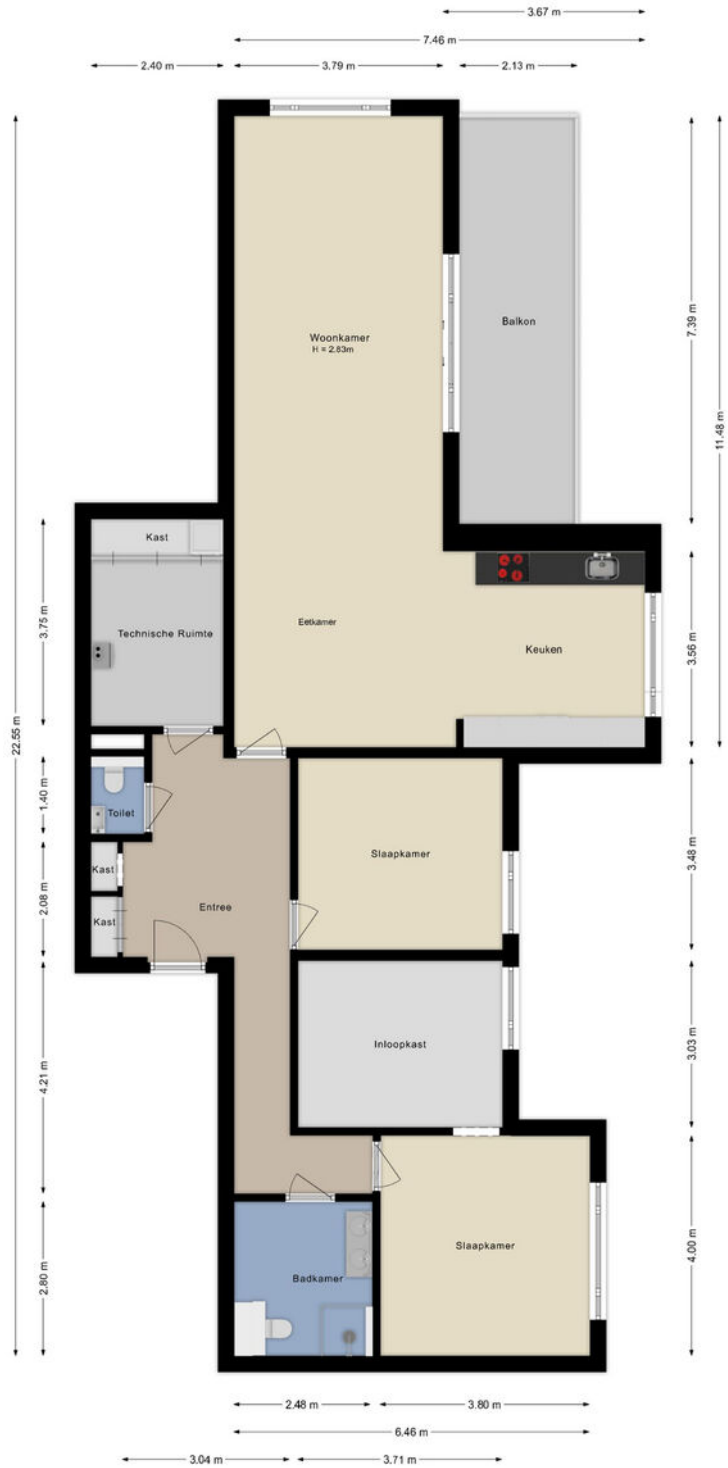 3.67 m
7.46 m
2.40 m
3.79 m
2.13 m
Woonkamer
H = 2.83m
Balkon
7.39 m
11.48 m
Kast
Technische Ruimte
3.75 m
Eetkamer
Keuken
3.56 m
22.55 m
Toilet
1.40 m
Kast
Kast
2.08 m
Entree
Slaapkamer
3.48 m
Inloopkast
3.03 m
4.21 m
Slaapkamer
4.00 m
Badkamer
2.80 m
2.48 m
3.80 m
6.46 m
3.04 m
3.71 m